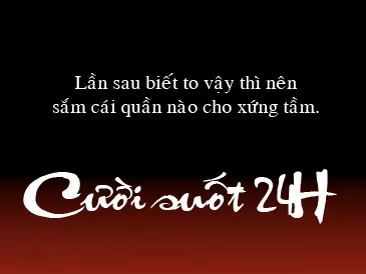 Lần sau biết to vậy thì nên
sắm cái quần nào cho xứng tầm.
Cười suốt 24H